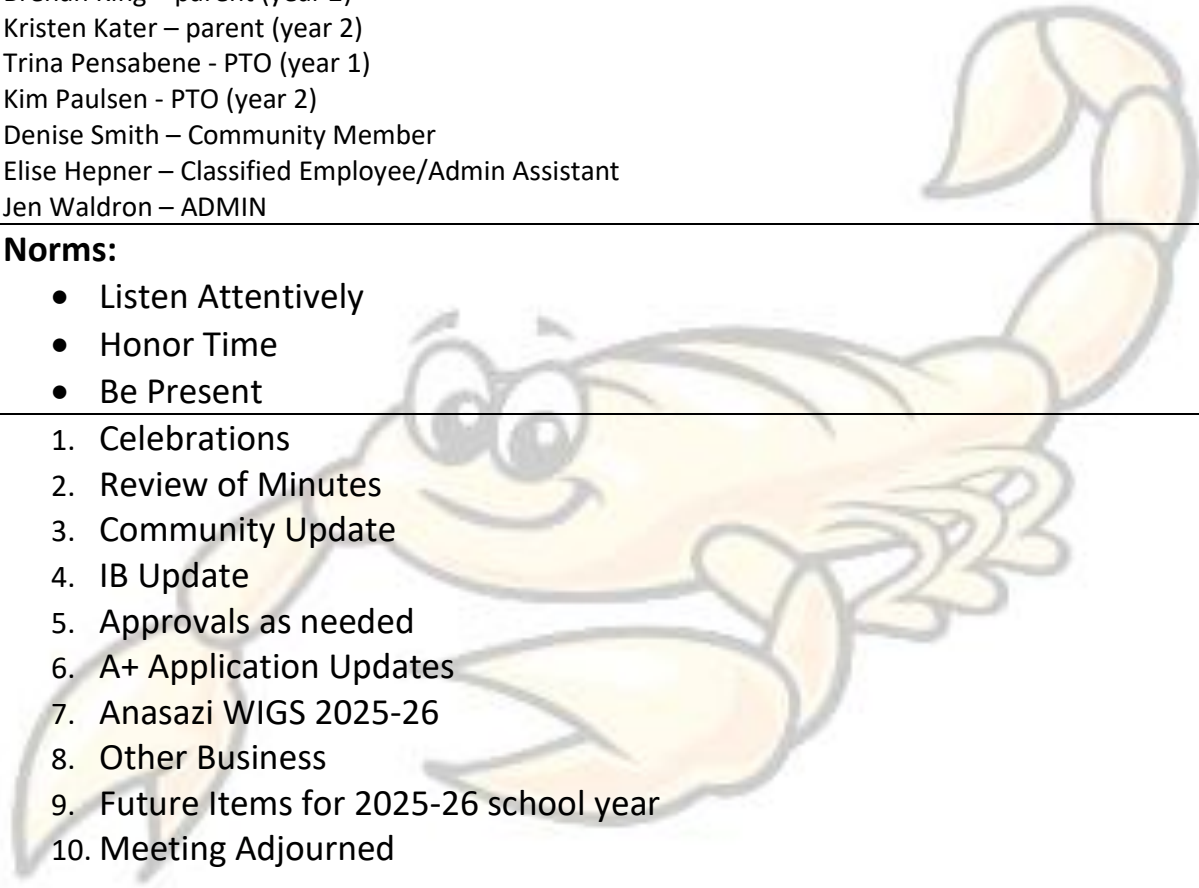 Kristen Kater – parent (year 2)
Trina Pensabene - PTO (year 1)
Kim Paulsen - PTO (year 2)
Denise Smith – Community Member
Elise Hepner – Classified Employee/Admin Assistant
Jen Waldron – ADMIN
Norms:
• Listen Attentively
• Honor Time
• Be Present
1. Celebrations
2. Review of Minutes
3. Community Update
4. IB Update
5. Approvals as needed
6. A+ Application Updates
7. Anasazi WIGS 2025-26
8. Other Business
9. Future Items for 2025-26 school year
10. Meeting Adjourned